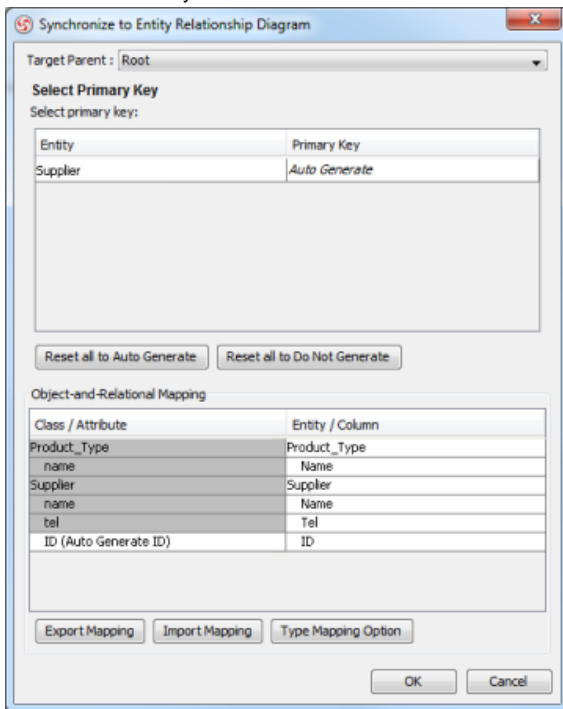 Synchronize to Entity Relationship Diagram
Target Parent : Root
Select Primary Key
Select primary key:
Entity Primary Key
Supplier Auto Generate
Reset all to Auto Generate Reset all to Do Not Generate
Object-and-Relational Mapping
Class / Attribute Entity / Column
Product_Type Product_Type
name Name
Supplier Supplier
name Name
tel Tel
ID (Auto Generate ID) ID
Export Mapping Import Mapping Type Mapping Option
OK Cancel